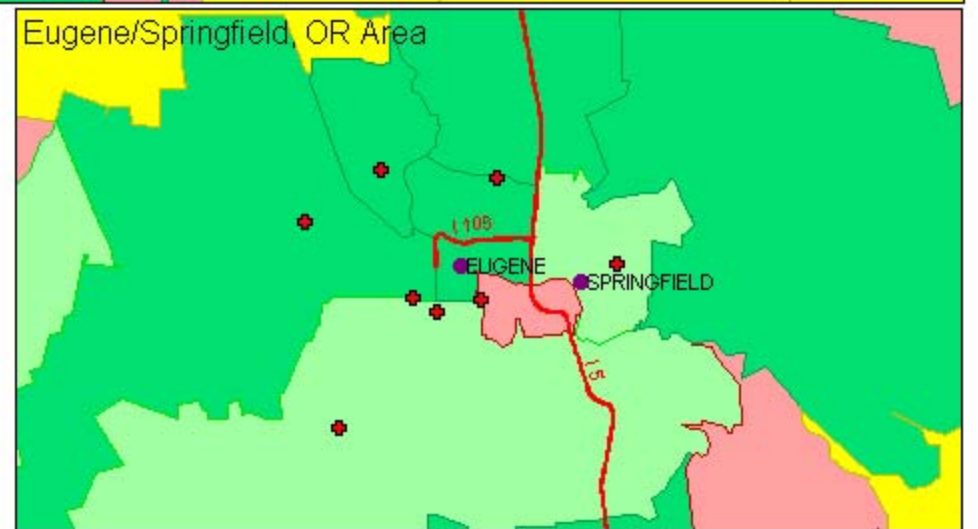 Eugene/Springfield, OR Area
I 105
EUGENE
SPRINGFIELD
I 5